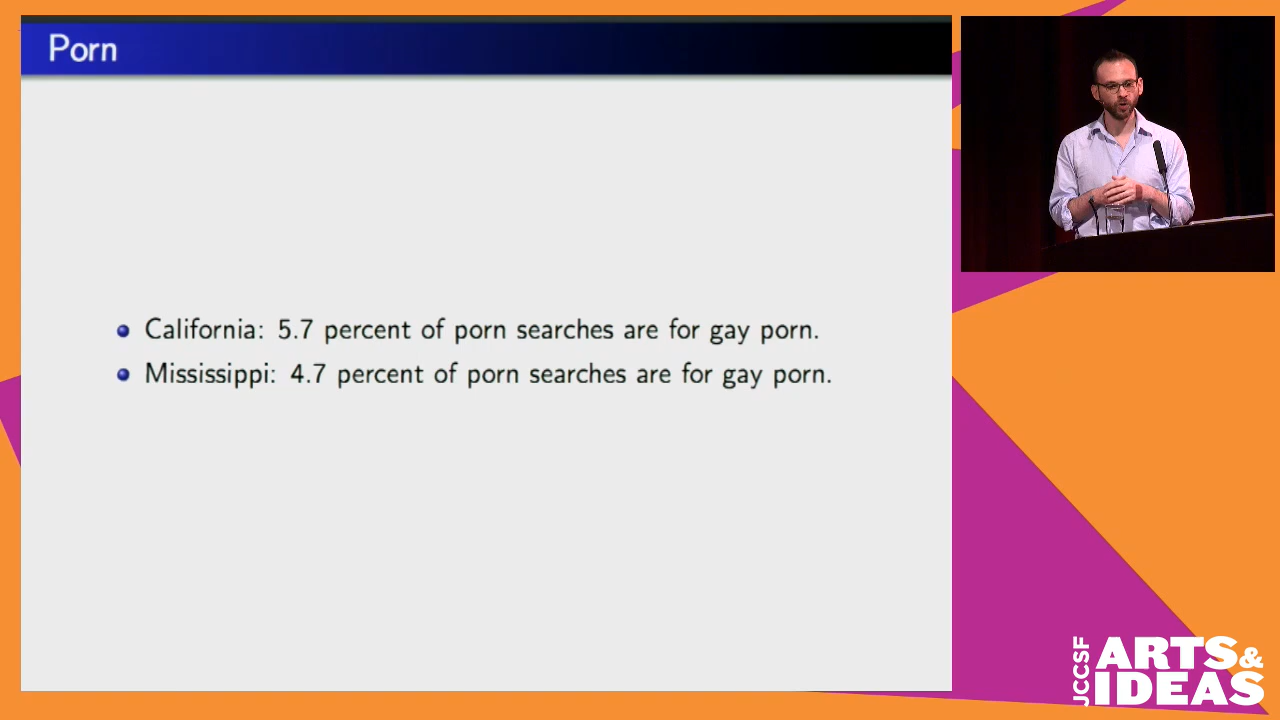 Porn
California: 5.7 percent of porn searches are for gay porn.
Mississippi: 4.7 percent of porn searches are for gay porn.
JCCSF
ARTS&
IDEAS